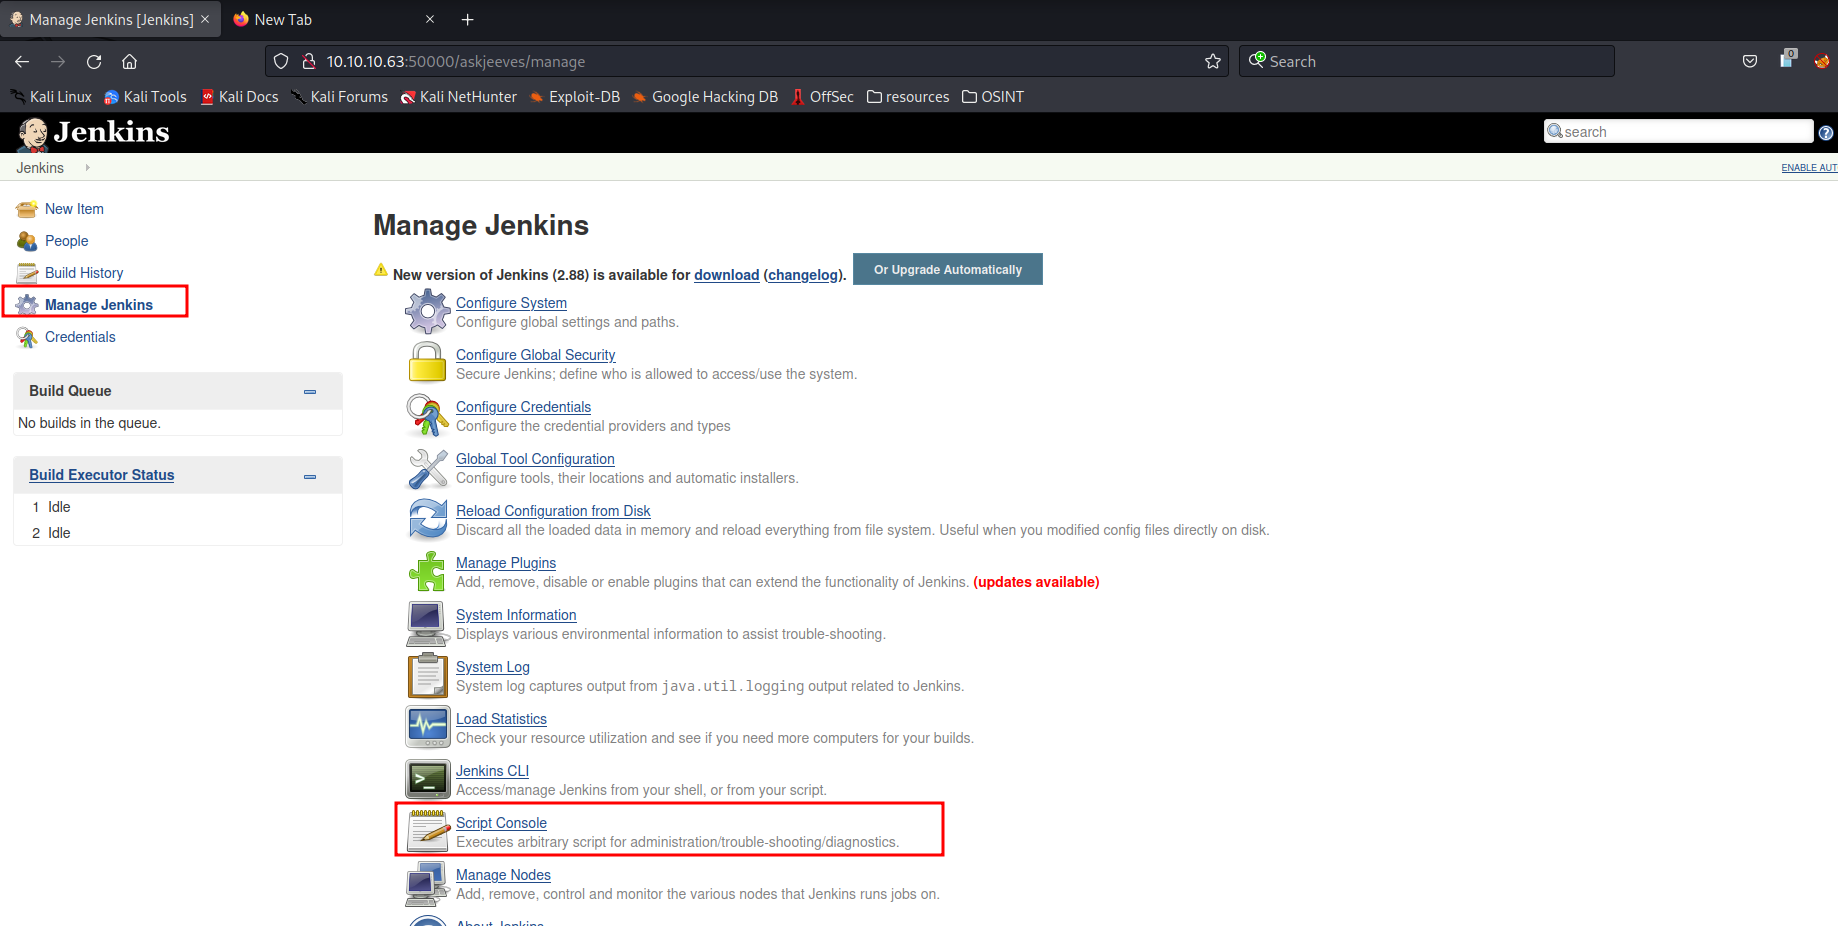 Manage Jenkins [Jenkins]
New Tab
10.10.10.63:50000/askjeeves/manage
Search
0
Kali Linux
Kali Tools
Kali Docs
Kali Forums
Kali NetHunter
Exploit-DB
Google Hacking DB
OffSec
resources
OSINT
Jenkins
search
?
Jenkins
ENABLE AUT
New Item
People
Build History
Manage Jenkins
Credentials
Build Queue
No builds in the queue.
Build Executor Status
1 Idle
2 Idle
Manage Jenkins
New version of Jenkins (2.88) is available for download (changelog). Or Upgrade Automatically
Configure System
Configure global settings and paths.
Configure Global Security
Secure Jenkins; define who is allowed to access/use the system.
Configure Credentials
Configure the credential providers and types
Global Tool Configuration
Configure tools, their locations and automatic installers.
Reload Configuration from Disk
Discard all the loaded data in memory and reload everything from file system. Useful when you modified config files directly on disk.
Manage Plugins
Add, remove, disable or enable plugins that can extend the functionality of Jenkins. (updates available)
System Information
Displays various environmental information to assist trouble-shooting.
System Log
System log captures output from java.util.logging output related to Jenkins.
Load Statistics
Check your resource utilization and see if you need more computers for your builds.
Jenkins CLI
Access/manage Jenkins from your shell, or from your script.
Script Console
Executes arbitrary script for administration/trouble-shooting/diagnostics.
Manage Nodes
Add, remove, control and monitor the various nodes that Jenkins runs jobs on.
About Jenkins